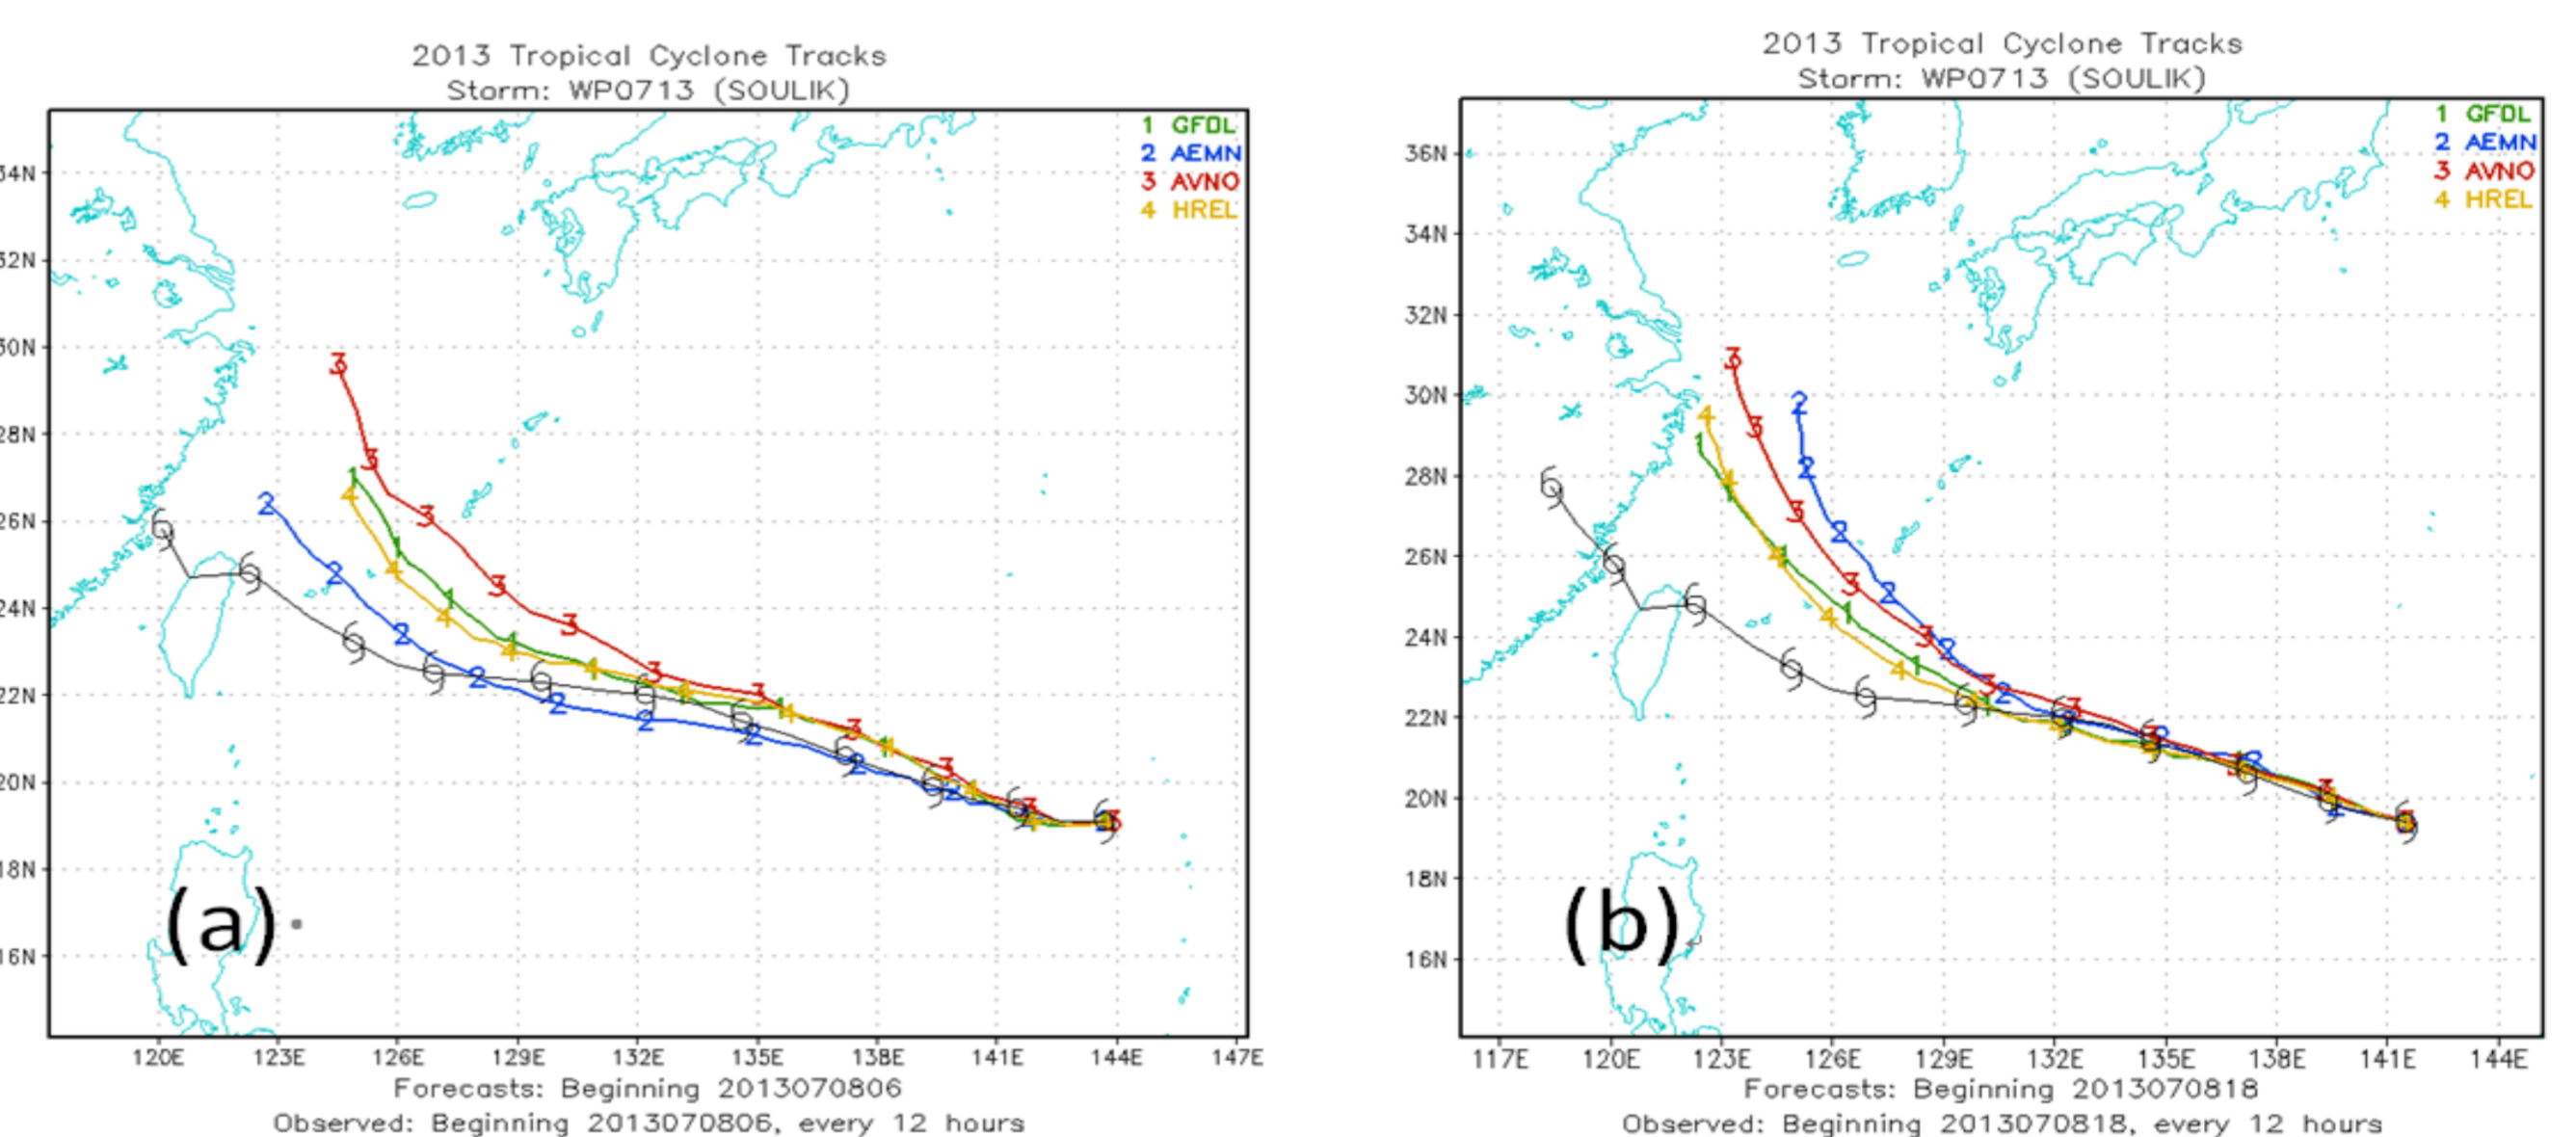 2013 Tropical Cyclone Tracks
Storm: WP0713 (SOULIK)
1 GFDL
2 AEMN
3 AVNO
4 HREL
34N
32N
30N
28N
26N
24N
22N
20N
18N
16N
(a)
120E 123E 126E 129E 132E 135E 138E 141E 144E 147E
Forecasts: Beginning 2013070806
Observed: Beginning 2013070806, every 12 hours
2013 Tropical Cyclone Tracks
Storm: WP0713 (SOULIK)
1 GFDL
2 AEMN
3 AVNO
4 HREL
36N
34N
32N
30N
28N
26N
24N
22N
20N
18N
16N
(b)
117E 120E 123E 126E 129E 132E 135E 138E 141E 144E
Forecasts: Beginning 2013070818
Observed: Beginning 2013070818, every 12 hours